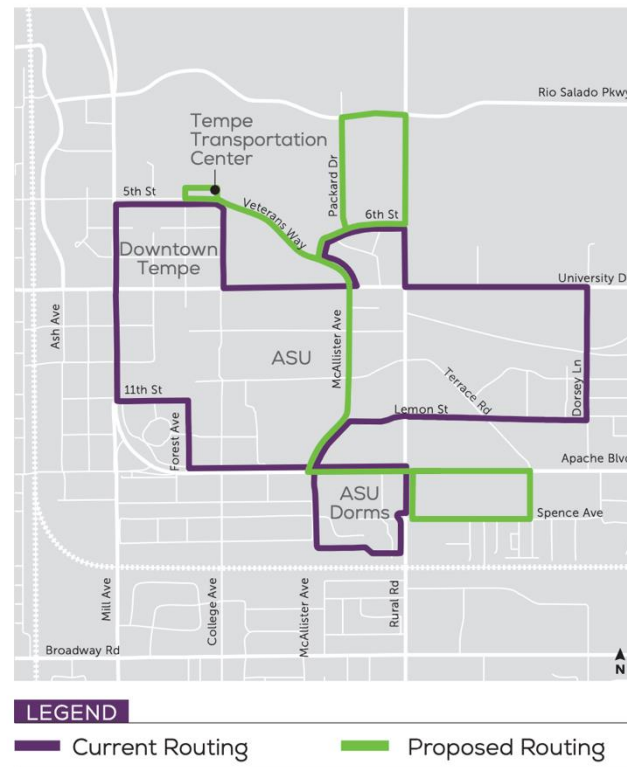 Rio Salado Pkwy
Tempe
Transportation
Center
Packard Dr
5th St
6th St
Veterans Way
Downtown
Tempe
University D
Ash Ave
McAllister Ave
ASU
Dorsey Ln
Terrace Rd
11th St
Lemon St
Forest Ave
Apache Blvd
ASU
Dorms
Spence Ave
Mill Ave
College Ave
McAllister Ave
Rural Rd
Broadway Rd
N
LEGEND
Current Routing
Proposed Routing